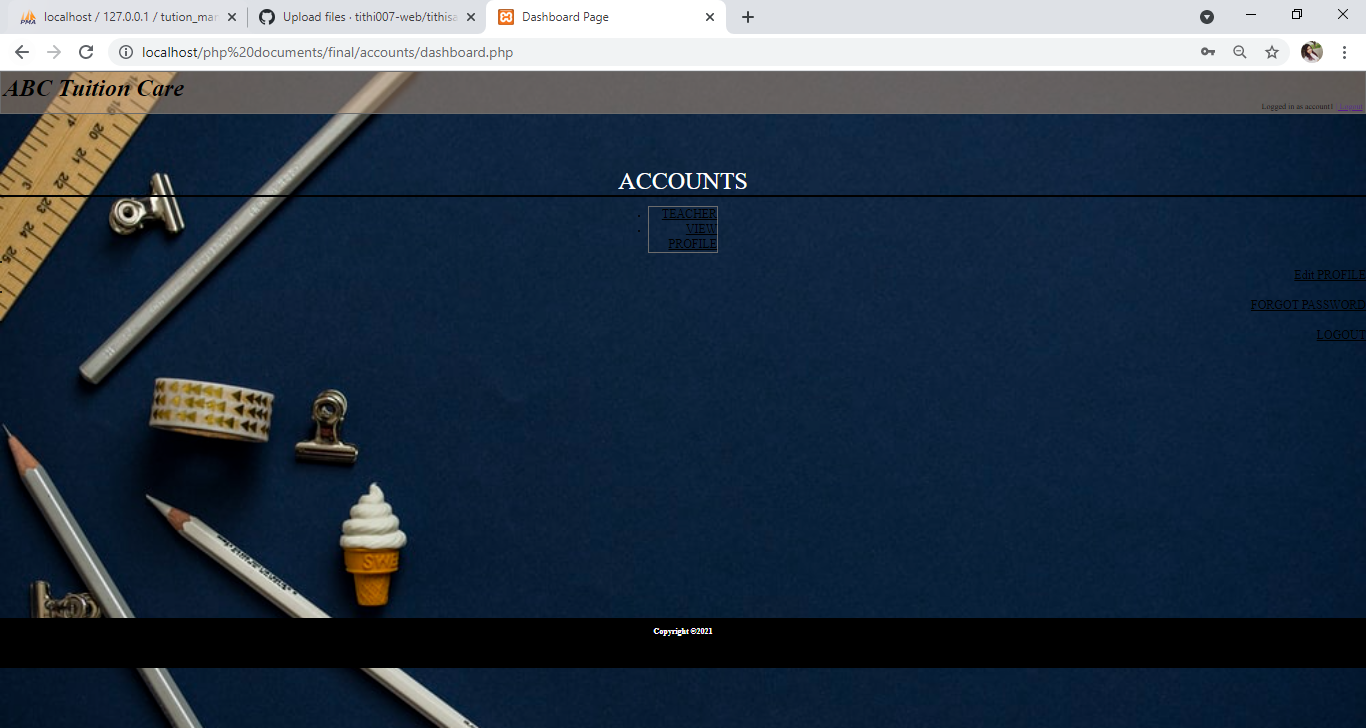 localhost / 127.0.0.1 / tution_mar
Upload files · tithi007-web/tithisa
Dashboard Page
localhost/php%20documents/final/accounts/dashboard.php
ABC Tuition Care
Logged in as account1 Logout
ACCOUNTS
TEACHER
VIEW
PROFILE
Edit PROFILE
FORGOT PASSWORD
LOGOUT
SWE
Copyright ©2021